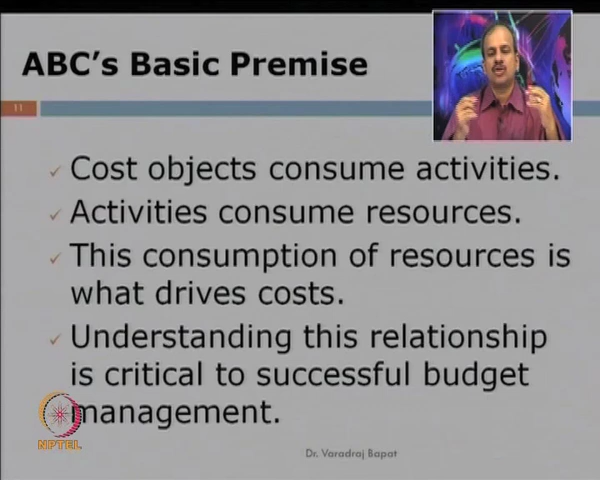 ABC's Basic Premise
11
✓ Cost objects consume activities.
✓ Activities consume resources.
✓ This consumption of resources is
what drives costs.
✓ Understanding this relationship
is critical to successful budget
management.
NPTEL
Dr. Varadraj Bapat